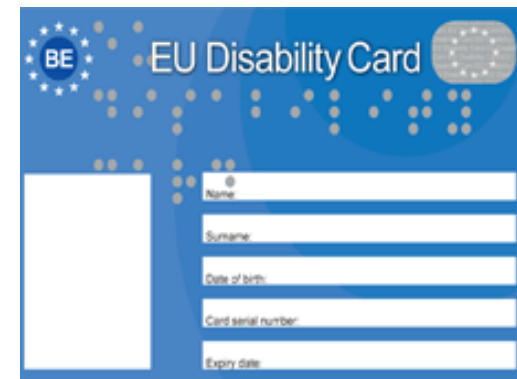 BE
EU Disability Card
Name:
Surname:
Date of birth:
Card serial number:
Expiry date: